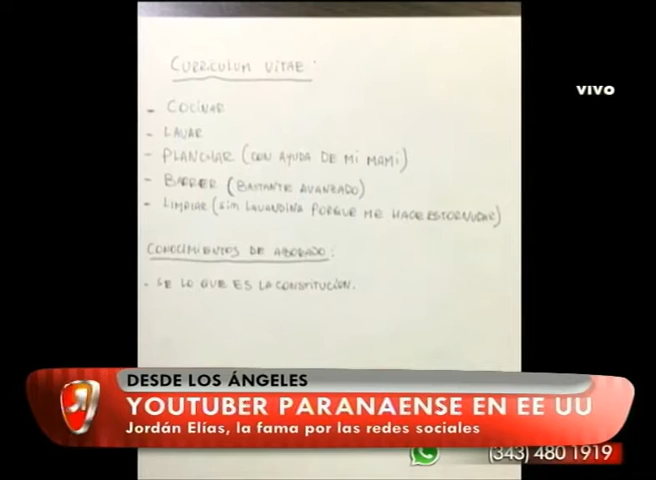 CURRICULUM VITAE:
- COCINAR
- LAVAR
- PLANCHAR (CON AYUDA DE MI MAMI)
- BARRER (BASTANTE AVANZADO)
- LIMPIAR (SIN LAVANDINA PORQUE ME HACE ESTORNUDAR)
CONOCIMIENTOS DE ABOGADO:
- SE LO QUE ES LA CONSTITUCIÓN.
VIVO
DESDE LOS ÁNGELES
YOUTUBER PARANAENSE EN EE UU
Jordán Elías, la fama por las redes sociales
(343) 480 1919